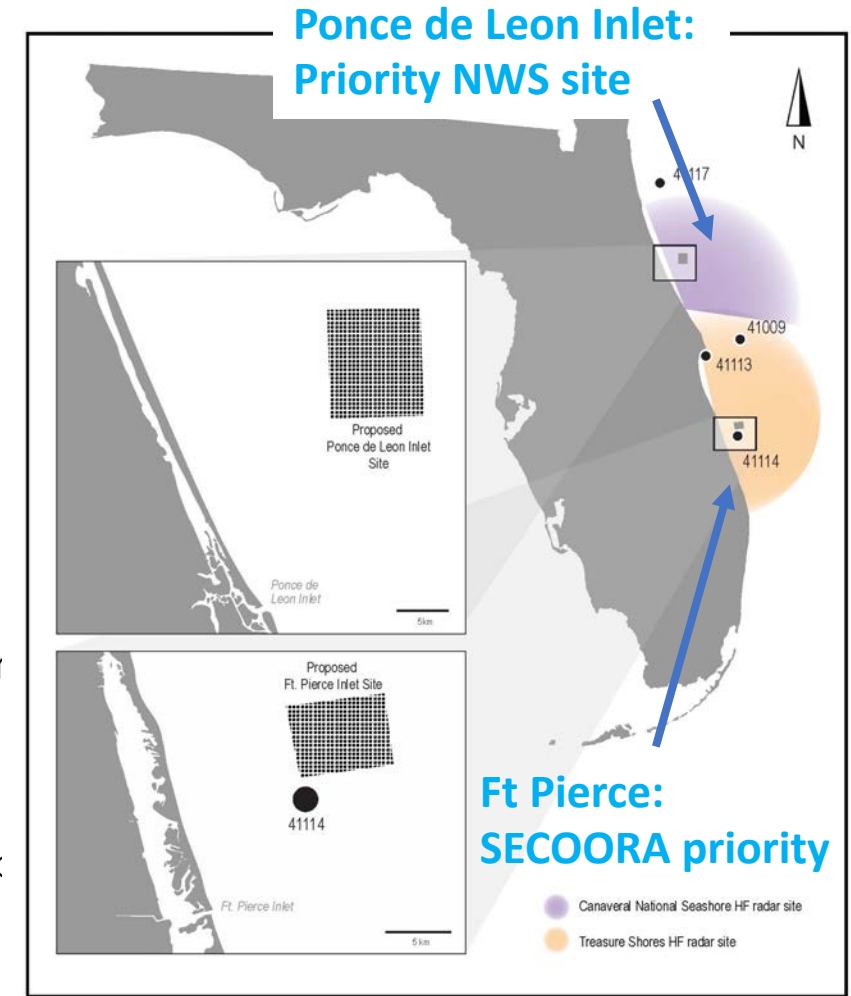 Ponce de Leon Inlet:
Priority NWS site
N
41117
41009
41113
41114
Proposed
Ponce de Leon Inlet
Site
Ponce de
Leon Inlet
5km
Proposed
Ft. Pierce Inlet Site
41114
Ft. Pierce Inlet
5 km
Ft Pierce:
SECOORA priority
Canaveral National Seashore HF radar site
Treasure Shores HF radar site